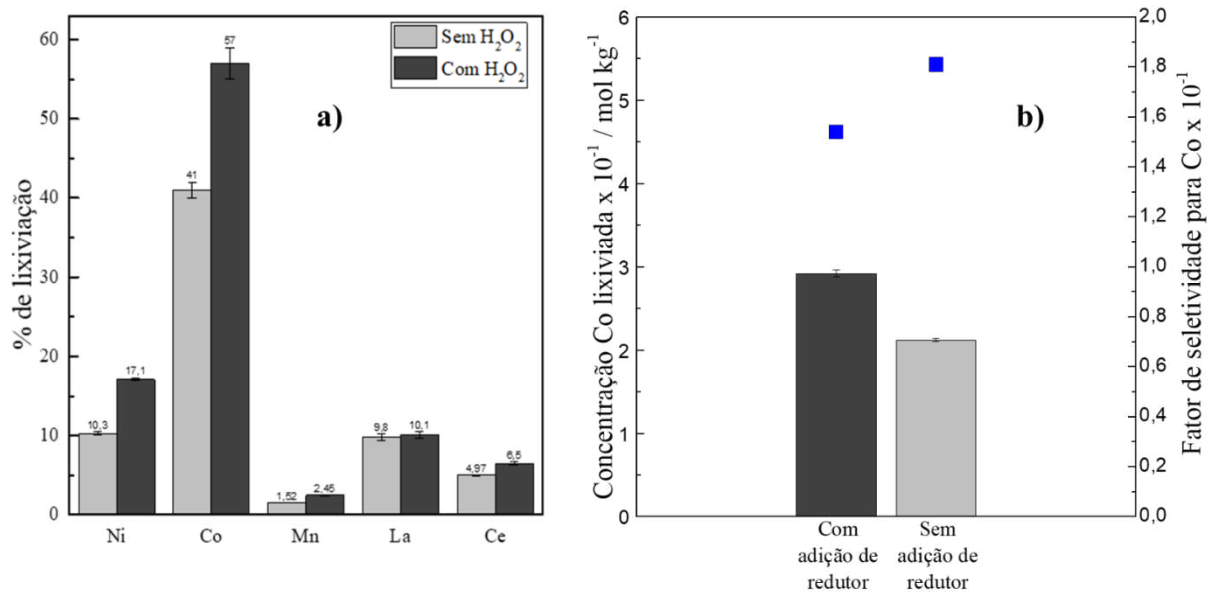 60
50
40
30
20
10
0
% de lixiviação
Sem H₂O₂
Com H₂O₂
a)
10,3
17,1
41
57
1,52
2,45
9,8
10,1
4,97
6,5
Ni
Co
Mn
La
Ce
6
5
4
3
2
1
0
Concentração Co lixiviada x 10⁻¹ / mol kg⁻¹
b)
2,0
1,8
1,6
1,4
1,2
1,0
0,8
0,6
0,4
0,2
0,0
Fator de seletividade para Co x 10⁻¹
Com
adição de
redutor
Sem
adição de
redutor